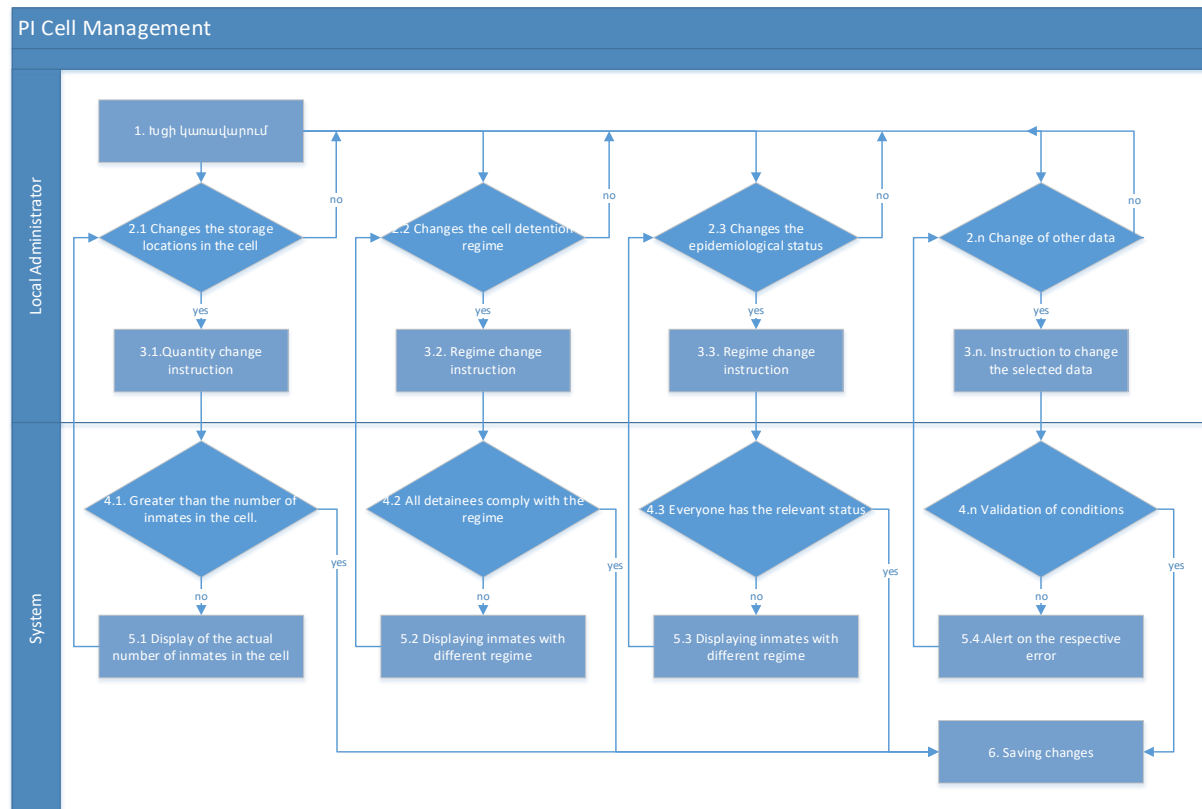 PI Cell Management
Local Administrator
1. Խցի կառավարում
2.1 Changes the storage
locations in the cell
no
yes
2.2 Changes the cell detention
regime
no
yes
2.3 Changes the
epidemiological status
no
yes
2.n Change of other data
no
yes
3.1.Quantity change
instruction
3.2. Regime change
instruction
3.3. Regime change
instruction
3.n. Instruction to change
the selected data
System
4.1. Greater than the number of
inmates in the cell.
yes
no
4.2 All detainees comply with the
regime
yes
no
4.3 Everyone has the relevant status
yes
no
4.n Validation of conditions
yes
no
5.1 Display of the actual
number of inmates in the cell
5.2 Displaying inmates with
different regime
5.3 Displaying inmates with
different regime
5.4.Alert on the respective
error
6. Saving changes